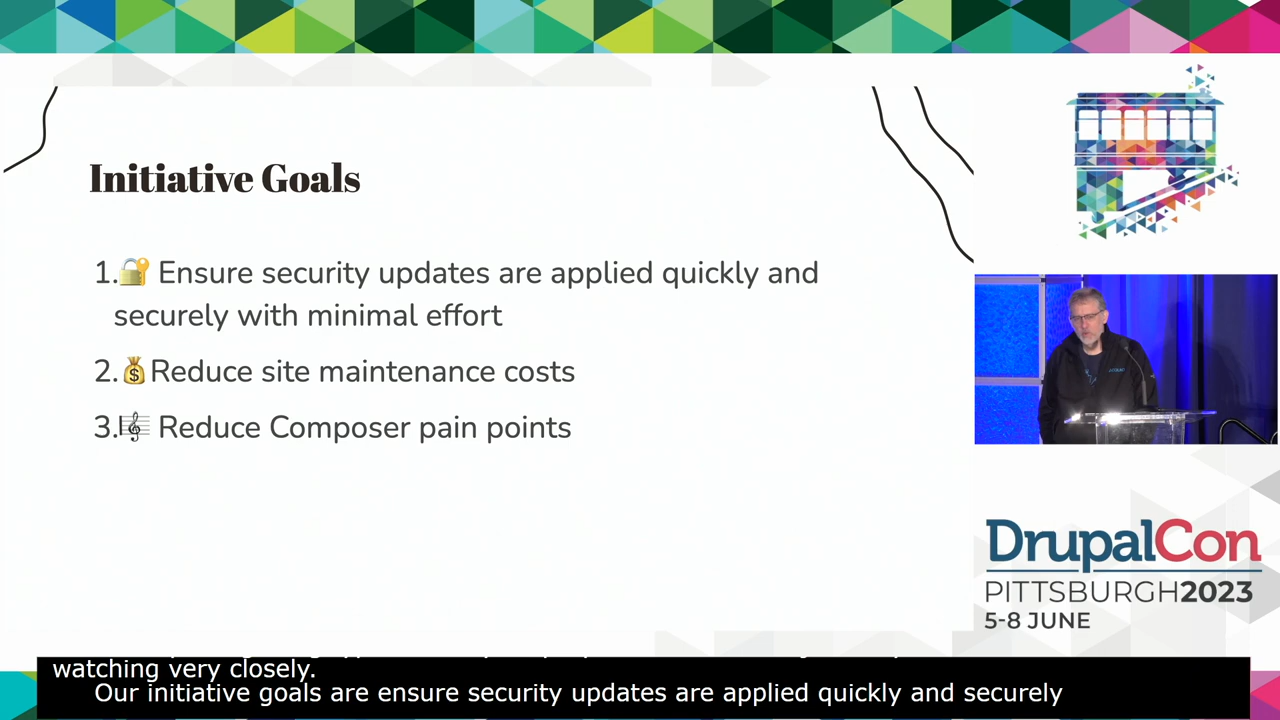 Initiative Goals
1.🔐 Ensure security updates are applied quickly and
securely with minimal effort
2.💰Reduce site maintenance costs
3.🎼 Reduce Composer pain points
DrupalCon
PITTSBURGH2023
5-8 JUNE
watching very closely.
Our initiative goals are ensure security updates are applied quickly and securely